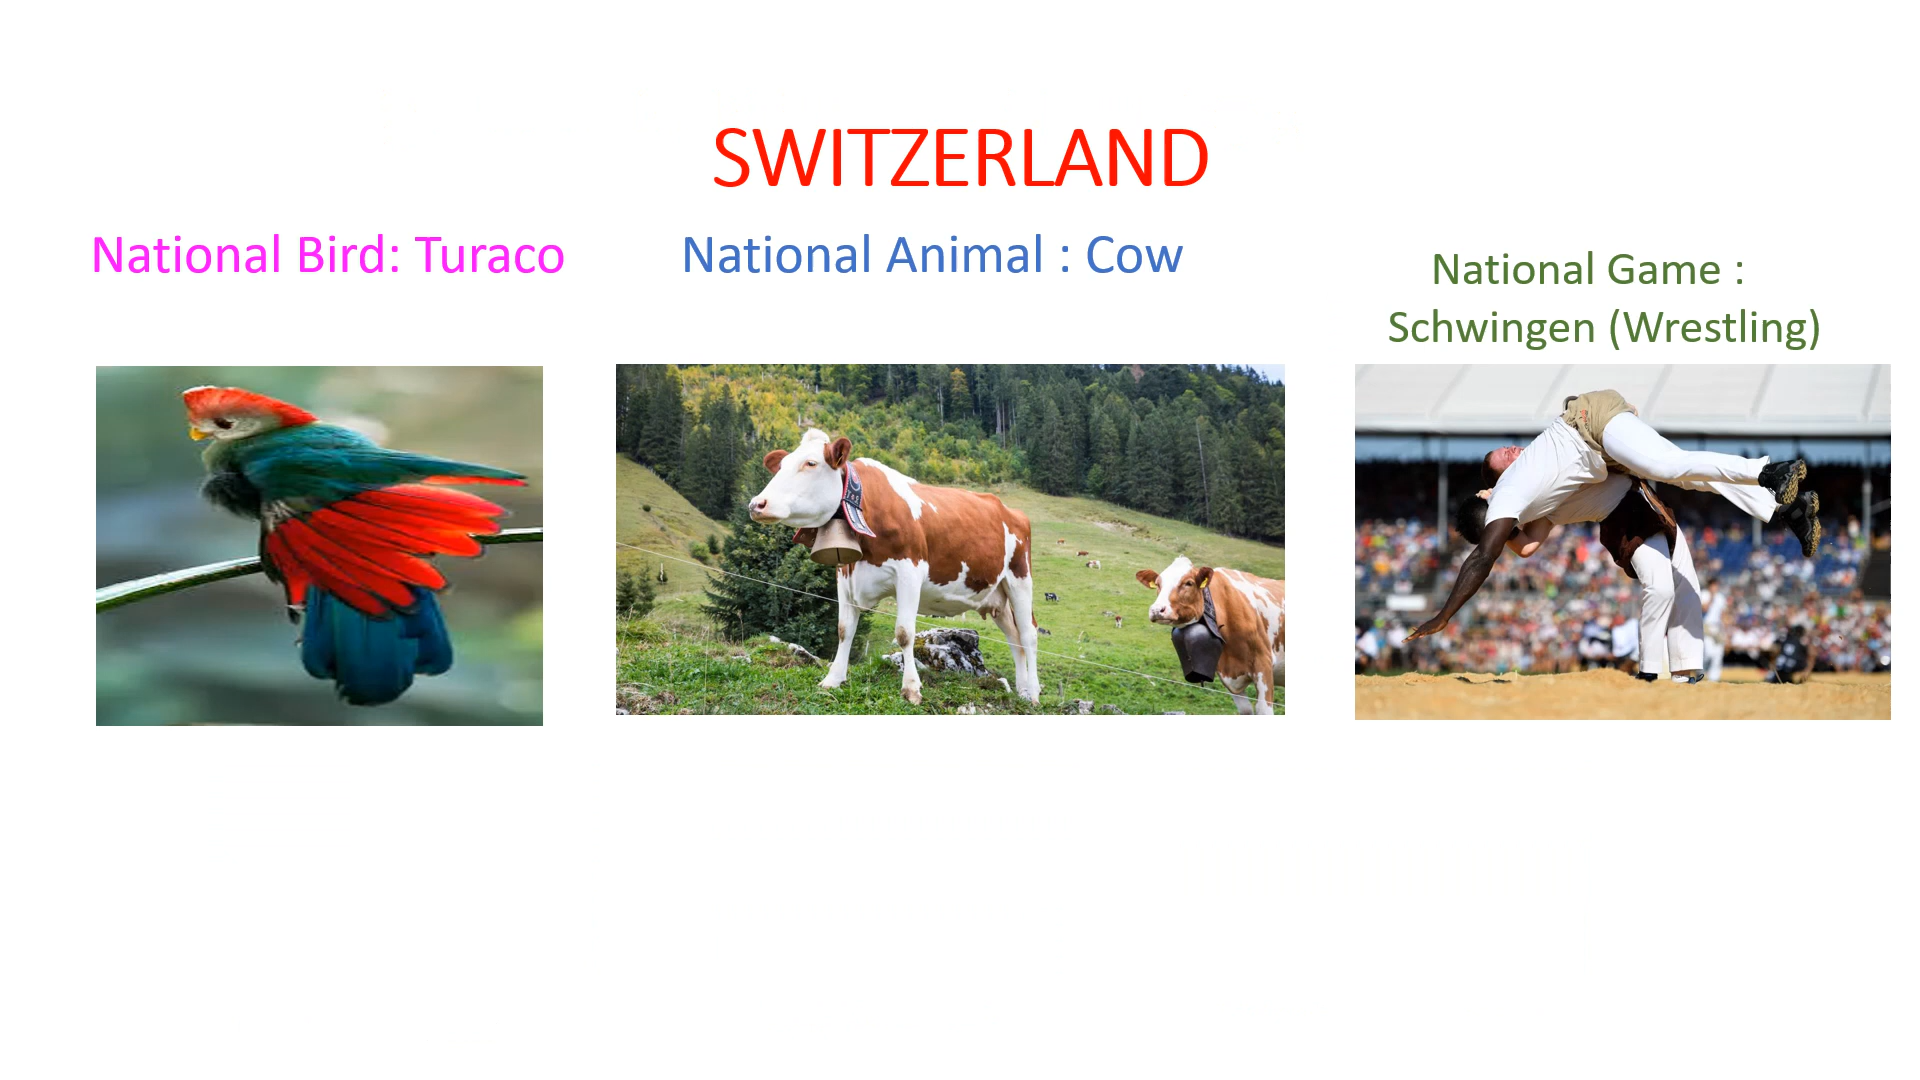 SWITZERLAND
National Bird: Turaco
National Animal : Cow
National Game :
Schwingen (Wrestling)